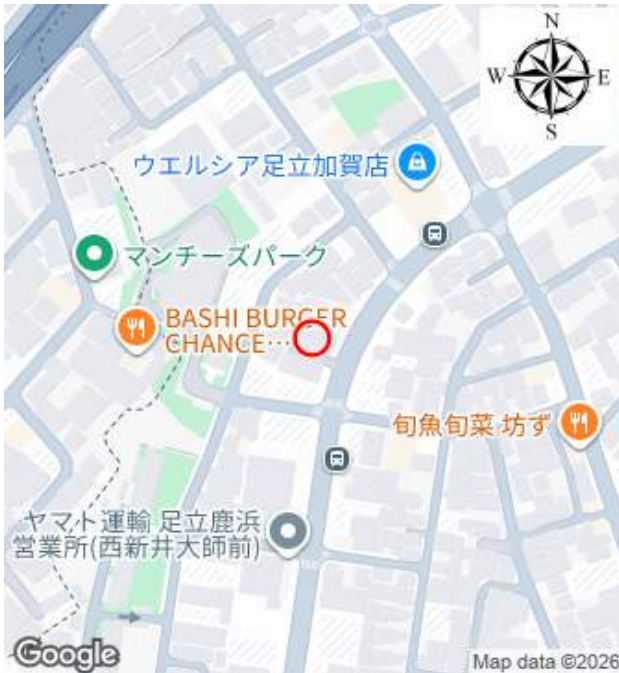 N
W
E
S
ウエルシア足立加賀店
マンチーズパーク
BASHI BURGER
CHANCE…
旬魚旬菜 坊ず
ヤマト運輸 足立鹿浜
営業所(西新井大師前)
Google
Map data ©2026